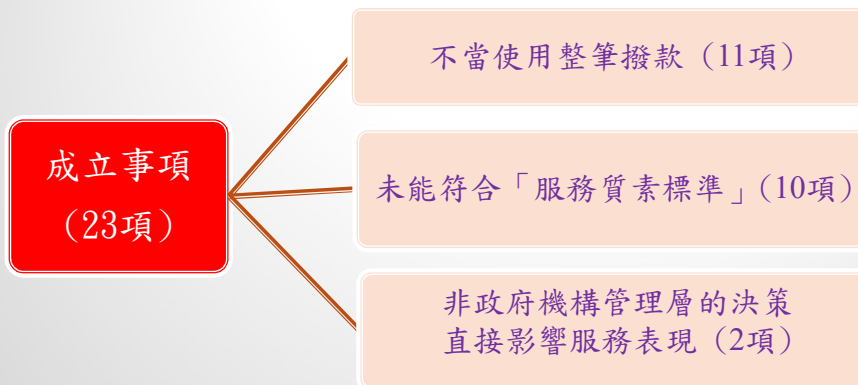 成立事項
（23項）
不當使用整筆撥款（11項）
未能符合「服務質素標準」（10項）
非政府機構管理層的決策
直接影響服務表現（2項）